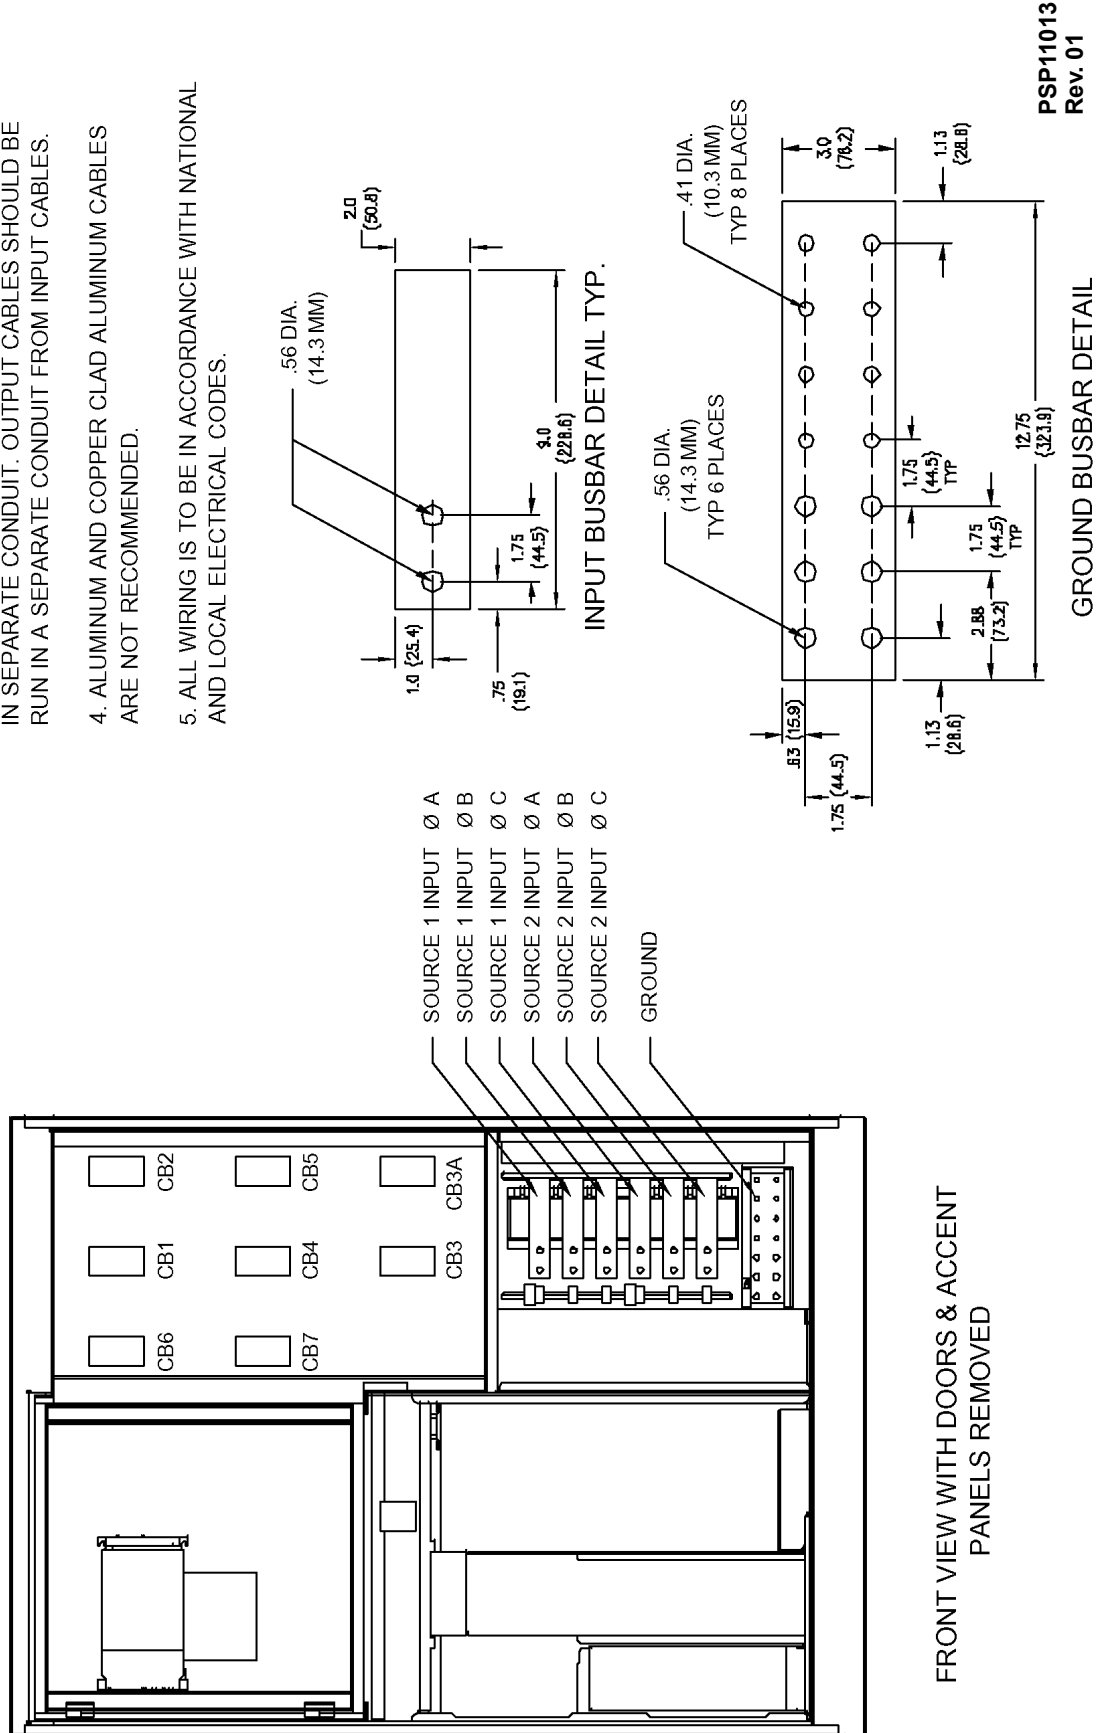 IN SEPARATE CONDUIT. OUTPUT CABLES SHOULD BE
RUN IN A SEPARATE CONDUIT FROM INPUT CABLES.
4. ALUMINUM AND COPPER CLAD ALUMINUM CABLES
ARE NOT RECOMMENDED.
5. ALL WIRING IS TO BE IN ACCORDANCE WITH NATIONAL
AND LOCAL ELECTRICAL CODES.
CB6
CB1
CB2
CB7
CB4
CB5
CB3
CB3A
SOURCE 1 INPUT Ø A
SOURCE 1 INPUT Ø B
SOURCE 1 INPUT Ø C
SOURCE 2 INPUT Ø A
SOURCE 2 INPUT Ø B
SOURCE 2 INPUT Ø C
GROUND
FRONT VIEW WITH DOORS & ACCENT
PANELS REMOVED
.56 DIA.
(14.3 MM)
2.0
(50.8)
1.0 (25.4)
.75
(19.1)
1.75
(44.5)
9.0
(228.6)
INPUT BUSBAR DETAIL TYP.
.56 DIA.
(14.3 MM)
TYP 6 PLACES
.41 DIA.
(10.3 MM)
TYP 8 PLACES
3.0
(76.2)
.63 (15.9)
1.75 (44.5)
1.13
(28.6)
2.88
(73.2)
1.75
(44.5)
TYP
1.75
(44.5)
TYP
1.13
(28.8)
12.75
(323.9)
GROUND BUSBAR DETAIL
PSP11013
Rev. 01